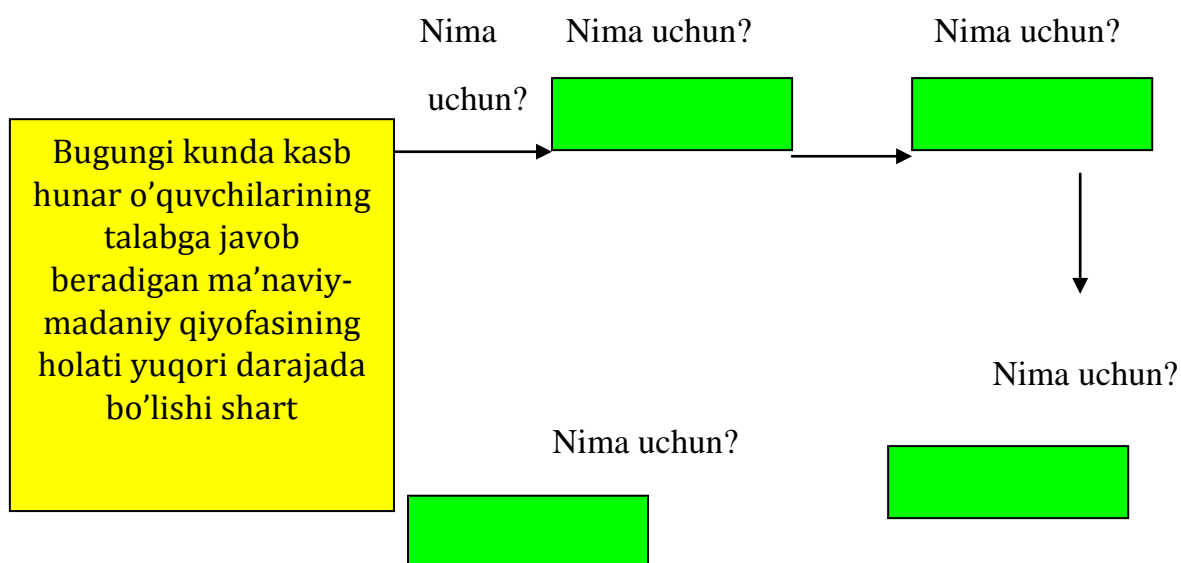 Nima
uchun?
Nima uchun?
Nima uchun?
Bugungi kunda kasb
hunar o’quvchilarining
talabga javob
beradigan ma’naviy-
madaniy qiyofasining
holati yuqori darajada
bo’lishi shart
Nima uchun?
Nima uchun?